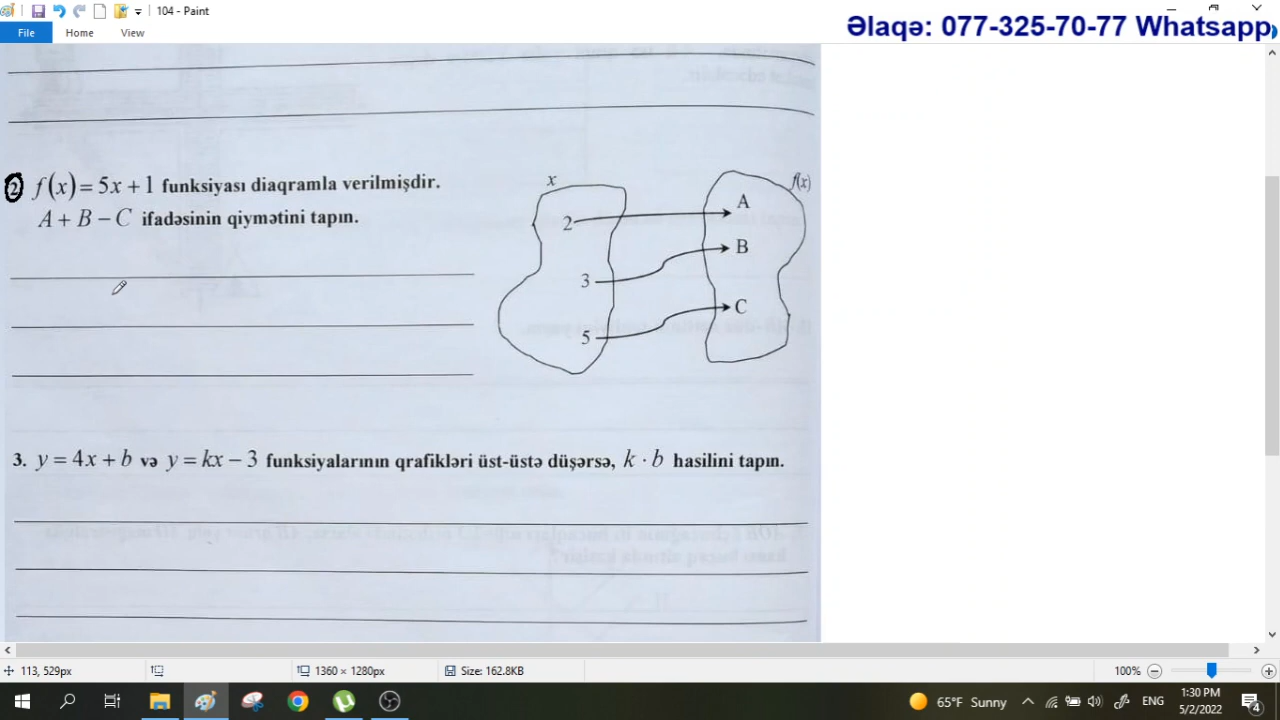 104 - Paint
Əlaqə: 077-325-70-77 Whatsapp
File Home View
2 f(x) = 5x + 1 funksiyası diaqramla verilmişdir.
A + B − C ifadəsinin qiymətini tapın.
x f(x)
2 A
3 B
5 C
3. y = 4x + b və y = kx − 3 funksiyalarının qrafikləri üst-üstə düşərsə, k · b hasilini tapın.
113, 529px 1360 × 1280px Size: 162.8KB 100%
65°F Sunny ENG 1:30 PM
5/2/2022 4